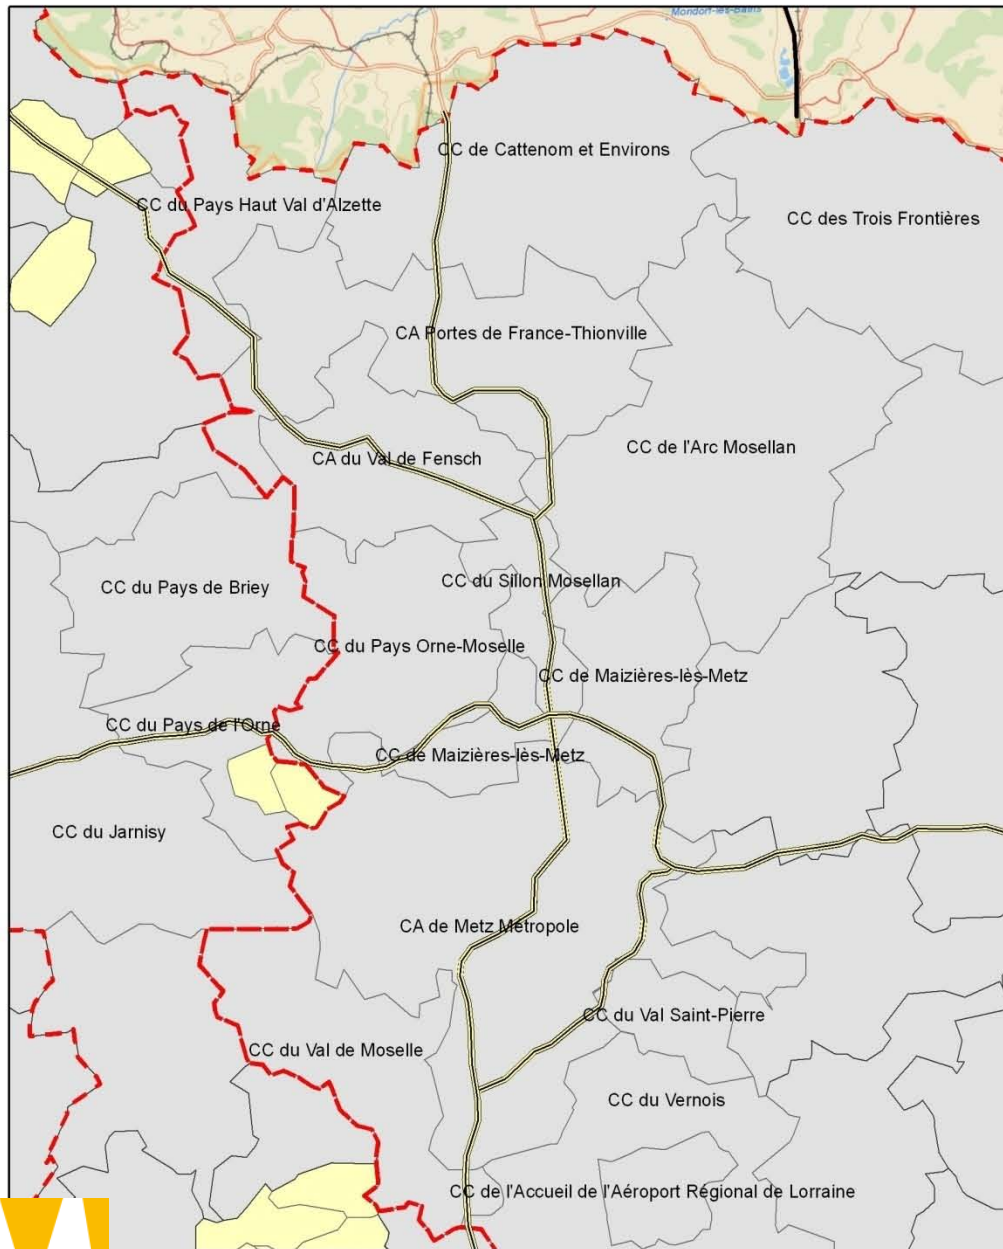 Mondorf-les-Bains
CC de Cattenom et Environs
CC du Pays Haut Val d'Alzette
CC des Trois Frontières
CA Portes de France-Thionville
CC de l'Arc Mosellan
CA du Val de Fensch
CC du Sillon Mosellan
CC du Pays de Briey
CC du Pays Orne-Moselle
CC de Maizières-lès-Metz
CC du Pays de l'Orne
CC de Maizières-lès-Metz
CC du Jarnisy
CA de Metz Métropole
CC du Val Saint-Pierre
CC du Val de Moselle
CC du Vernois
CC de l'Accueil de l'Aéroport Régional de Lorraine